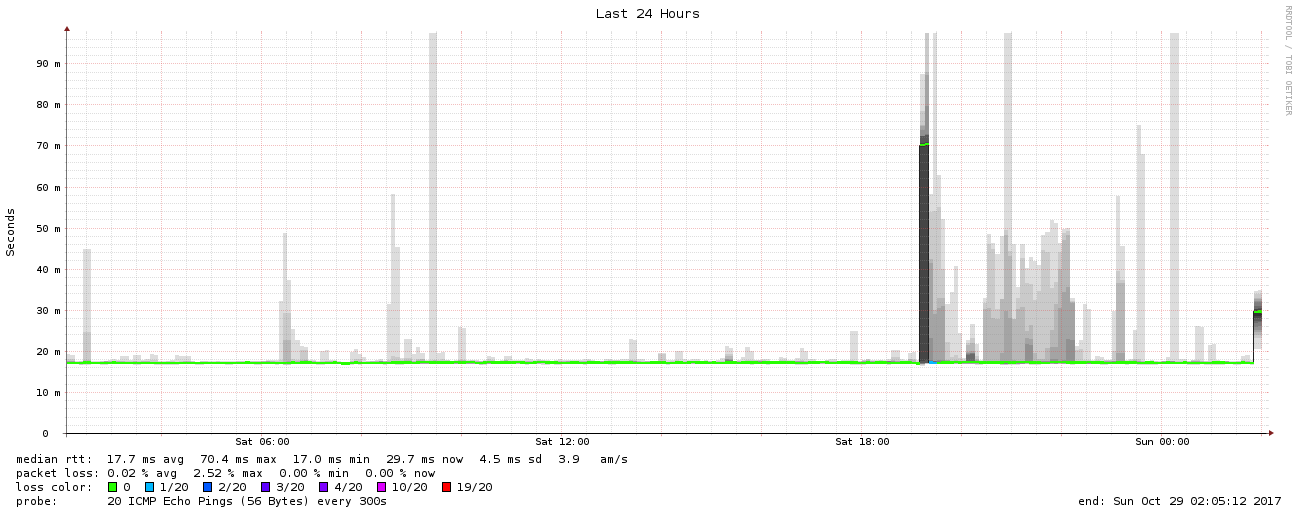 Last 24 Hours
RRDTOOL / TOBI OETIKER
Seconds
90 m
80 m
70 m
60 m
50 m
40 m
30 m
20 m
10 m
0
Sat 06:00 Sat 12:00 Sat 18:00 Sun 00:00
median rtt: 17.7 ms avg 70.4 ms max 17.0 ms min 29.7 ms now 4.5 ms sd 3.9 am/s
packet loss: 0.02 % avg 2.52 % max 0.00 % min 0.00 % now
loss color: 0 1/20 2/20 3/20 4/20 10/20 19/20
probe: 20 ICMP Echo Pings (56 Bytes) every 300s end: Sun Oct 29 02:05:12 2017